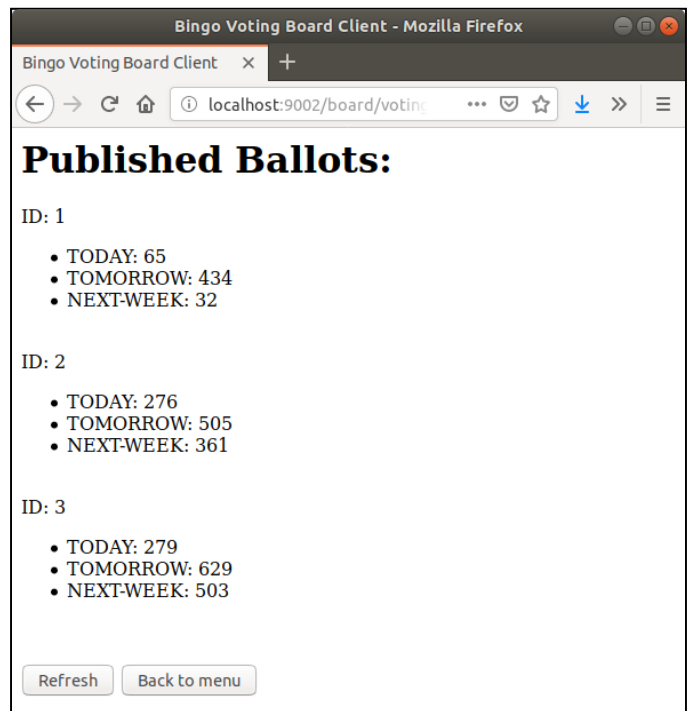 Bingo Voting Board Client - Mozilla Firefox
Bingo Voting Board Client
localhost:9002/board/voting
Published Ballots:
ID: 1
• TODAY: 65
• TOMORROW: 434
• NEXT-WEEK: 32
ID: 2
• TODAY: 276
• TOMORROW: 505
• NEXT-WEEK: 361
ID: 3
• TODAY: 279
• TOMORROW: 629
• NEXT-WEEK: 503
Refresh Back to menu